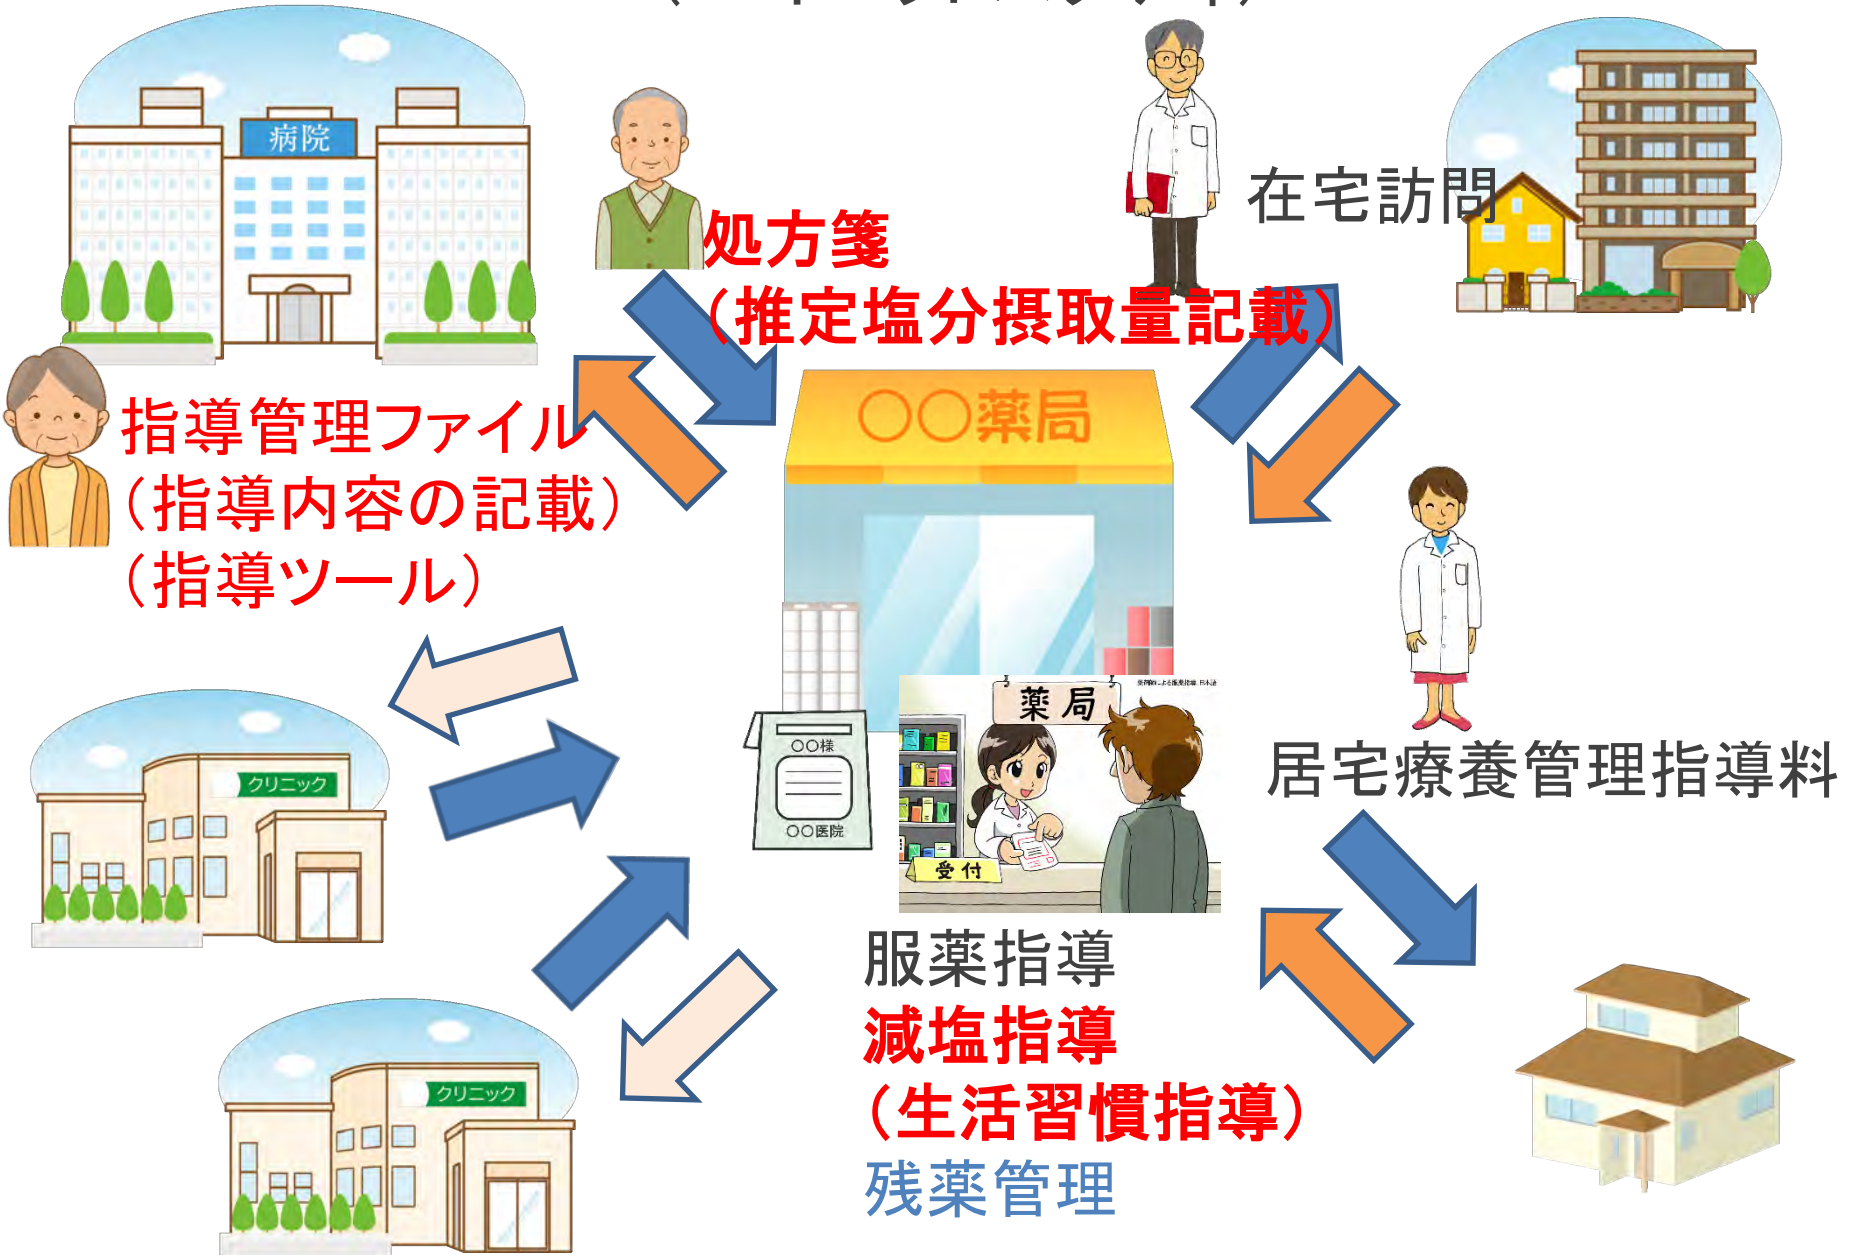 病院
処方箋
（推定塩分摂取量記載）
在宅訪問
〇〇薬局
指導管理ファイル
（指導内容の記載）
（指導ツール）
薬局
〇〇様
〇〇医院
受付
クリニック
居宅療養管理指導料
クリニック
服薬指導
減塩指導
（生活習慣指導）
残薬管理